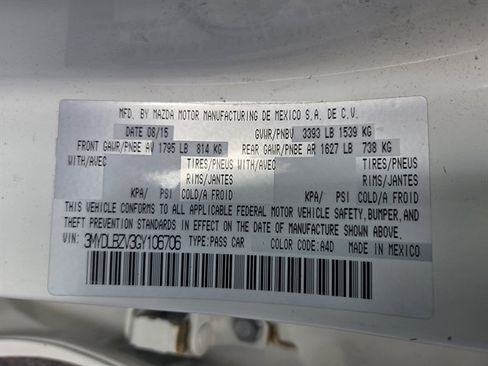 MFD. BY MAZDA MOTOR MANUFACTURING DE MEXICO S.A. DE C.V.
DATE 08/15 GVWR/PNBV 3393 LB 1539 KG
FRONT GAWR/PNBE AV 1795 LB 814 KG REAR GAWR/PNBE AR 1627 LB 738 KG
WITH/AVEC TIRES/PNEUS WITH/AVEC TIRES/PNEUS
RIMS/JANTES RIMS/JANTES
KPA/ PSI COLD/A FROID KPA/ PSI COLD/A FROID
THIS VEHICLE CONFORMS TO ALL APPLICABLE FEDERAL MOTOR VEHICLE SAFETY, BUMPER, AND
THEFT PREVENTION STANDARDS IN EFFECT ON THE DATE OF MANUFACTURE SHOWN ABOVE.
VIN: 3MYDLBZV3GY106706 TYPE:PASS CAR COLOR CODE:A4D MADE IN MEXICO